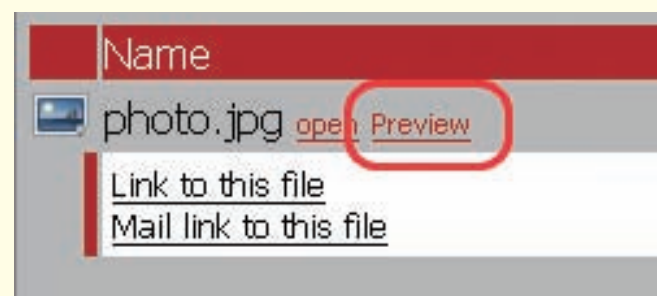 Name
photo.jpg open Preview
Link to this file
Mail link to this file